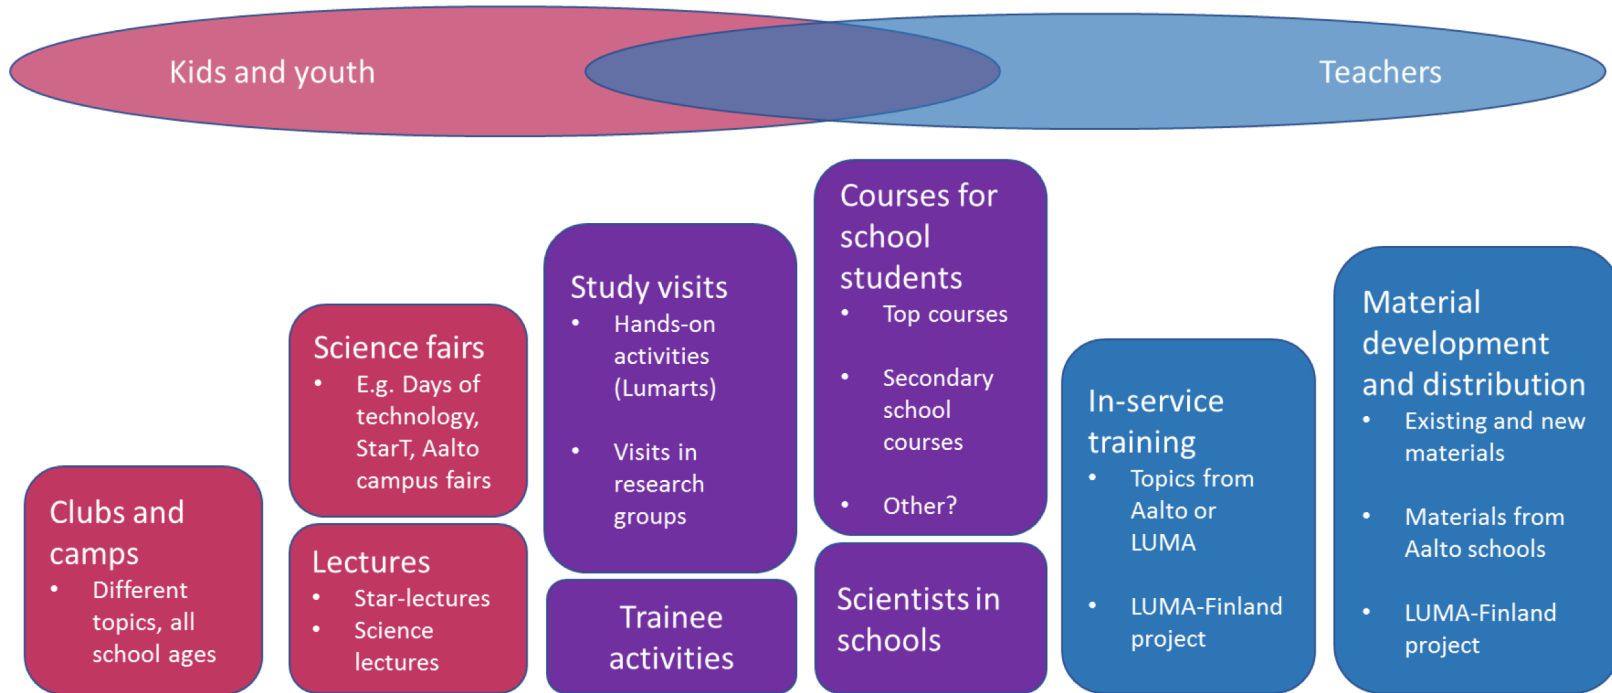 Kids and youth
Teachers
Clubs and
camps
• Different
topics, all
school ages
Science fairs
• E.g. Days of
technology,
StarT, Aalto
campus fairs
Lectures
• Star-lectures
• Science
lectures
Study visits
• Hands-on
activities
(Lumarts)
• Visits in
research
groups
Trainee
activities
Courses for
school
students
• Top courses
• Secondary
school
courses
• Other?
Scientists in
schools
In-service
training
• Topics from
Aalto or
LUMA
• LUMA-Finland
project
Material
development
and distribution
• Existing and new
materials
• Materials from
Aalto schools
• LUMA-Finland
project